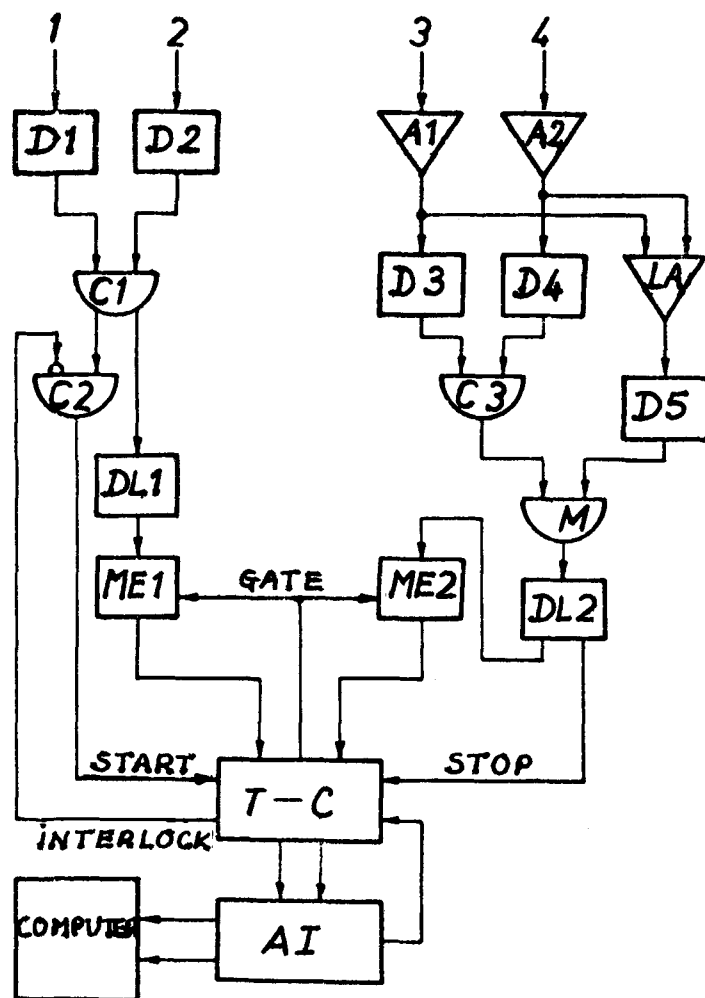 1 2 3 4
D1 D2 A1 A2
C1 D3 D4 LA
C2 C3 D5
DL1 M
ME1 GATE ME2 DL2
START T-C STOP
INTERLOCK
COMPUTER AI